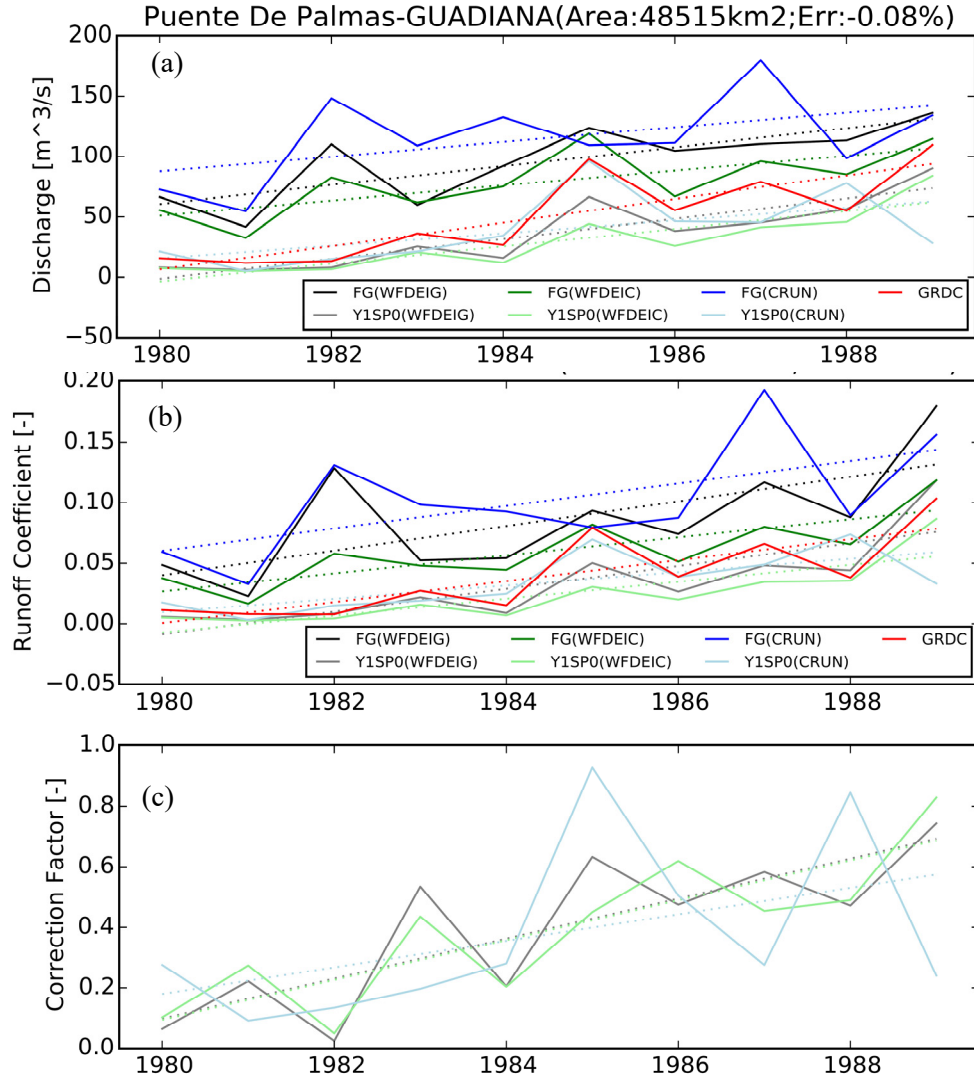 Puente De Palmas-GUADIANA(Area:48515km2;Err:-0.08%)
200
(a)
150
100
50
0
−50
Discharge [m^3/s]
FG(WFDEIG) FG(WFDEIC) FG(CRUN) GRDC
Y1SP0(WFDEIG) Y1SP0(WFDEIC) Y1SP0(CRUN)
1980 1982 1984 1986 1988
0.20
(b)
0.15
0.10
0.05
0.00
−0.05
Runoff Coefficient [-]
FG(WFDEIG) FG(WFDEIC) FG(CRUN) GRDC
Y1SP0(WFDEIG) Y1SP0(WFDEIC) Y1SP0(CRUN)
1980 1982 1984 1986 1988
1.0
(c)
0.8
0.6
0.4
0.2
0.0
Correction Factor [-]
1980 1982 1984 1986 1988